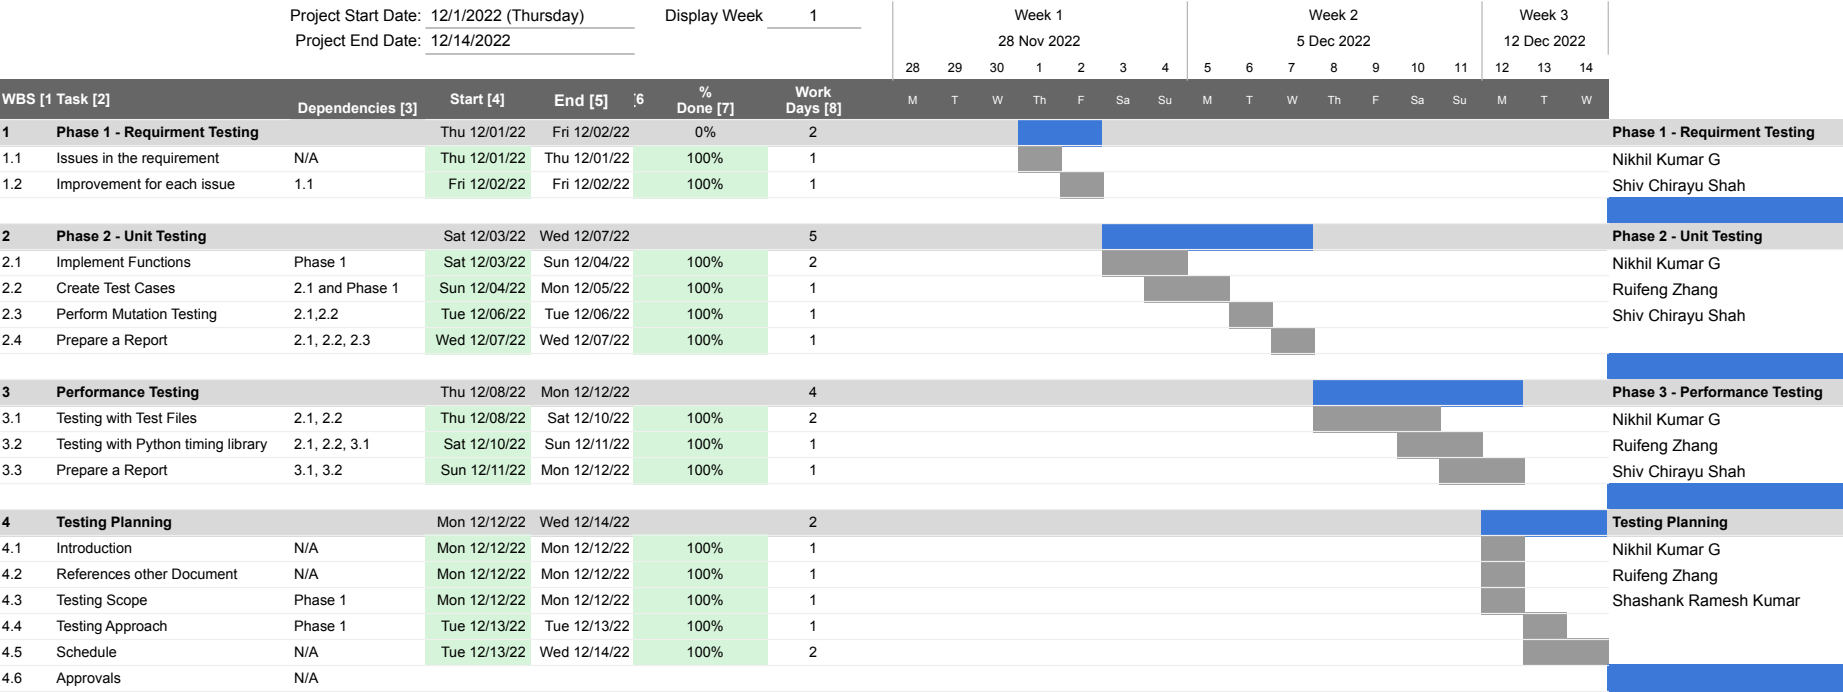 Project Start Date: 12/1/2022 (Thursday) Display Week 1 Week 1 Week 2 Week 3
Project End Date: 12/14/2022 28 Nov 2022 5 Dec 2022 12 Dec 2022
28 29 30 1 2 3 4 5 6 7 8 9 10 11 12 13 14
WBS [1 Task [2] Dependencies [3] Start [4] End [5] [6 % Done [7] Work Days [8] M T W Th F Sa Su M T W Th F Sa Su M T W
1 Phase 1 - Requirment Testing Thu 12/01/22 Fri 12/02/22 0% 2 Phase 1 - Requirment Testing
1.1 Issues in the requirement N/A Thu 12/01/22 Thu 12/01/22 100% 1 Nikhil Kumar G
1.2 Improvement for each issue 1.1 Fri 12/02/22 Fri 12/02/22 100% 1 Shiv Chirayu Shah
2 Phase 2 - Unit Testing Sat 12/03/22 Wed 12/07/22 5 Phase 2 - Unit Testing
2.1 Implement Functions Phase 1 Sat 12/03/22 Sun 12/04/22 100% 2 Nikhil Kumar G
2.2 Create Test Cases 2.1 and Phase 1 Sun 12/04/22 Mon 12/05/22 100% 1 Ruifeng Zhang
2.3 Perform Mutation Testing 2.1,2.2 Tue 12/06/22 Tue 12/06/22 100% 1 Shiv Chirayu Shah
2.4 Prepare a Report 2.1, 2.2, 2.3 Wed 12/07/22 Wed 12/07/22 100% 1
3 Performance Testing Thu 12/08/22 Mon 12/12/22 4 Phase 3 - Performance Testing
3.1 Testing with Test Files 2.1, 2.2 Thu 12/08/22 Sat 12/10/22 100% 2 Nikhil Kumar G
3.2 Testing with Python timing library 2.1, 2.2, 3.1 Sat 12/10/22 Sun 12/11/22 100% 1 Ruifeng Zhang
3.3 Prepare a Report 3.1, 3.2 Sun 12/11/22 Mon 12/12/22 100% 1 Shiv Chirayu Shah
4 Testing Planning Mon 12/12/22 Wed 12/14/22 2 Testing Planning
4.1 Introduction N/A Mon 12/12/22 Mon 12/12/22 100% 1 Nikhil Kumar G
4.2 References other Document N/A Mon 12/12/22 Mon 12/12/22 100% 1 Ruifeng Zhang
4.3 Testing Scope Phase 1 Mon 12/12/22 Mon 12/12/22 100% 1 Shashank Ramesh Kumar
4.4 Testing Approach Phase 1 Tue 12/13/22 Tue 12/13/22 100% 1
4.5 Schedule N/A Tue 12/13/22 Wed 12/14/22 100% 2
4.6 Approvals N/A